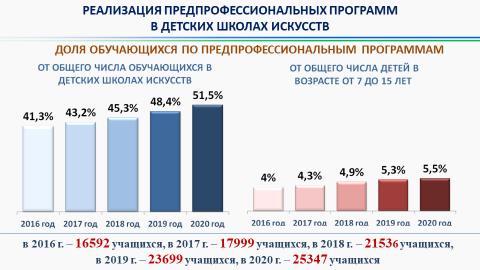 РЕАЛИЗАЦИЯ ПРЕДПРОФЕССИОНАЛЬНЫХ ПРОГРАММ
В ДЕТСКИХ ШКОЛАХ ИСКУССТВ
ДОЛЯ ОБУЧАЮЩИХСЯ ПО ПРЕДПРОФЕССИОНАЛЬНЫМ ПРОГРАММАМ
ОТ ОБЩЕГО ЧИСЛА ОБУЧАЮЩИХСЯ В
ДЕТСКИХ ШКОЛАХ ИСКУССТВ
41,3% 43,2% 45,3% 48,4% 51,5%
2016 год 2017 год 2018 год 2019 год 2020 год
ОТ ОБЩЕГО ЧИСЛА ДЕТЕЙ В
ВОЗРАСТЕ ОТ 7 ДО 15 ЛЕТ
4% 4,3% 4,9% 5,3% 5,5%
2016 год 2017 год 2018 год 2019 год 2020 год
в 2016 г. – 16592 учащихся, в 2017 г. – 17999 учащихся, в 2018 г. – 21536 учащихся,
в 2019 г. – 23699 учащихся, в 2020 г. – 25347 учащихся